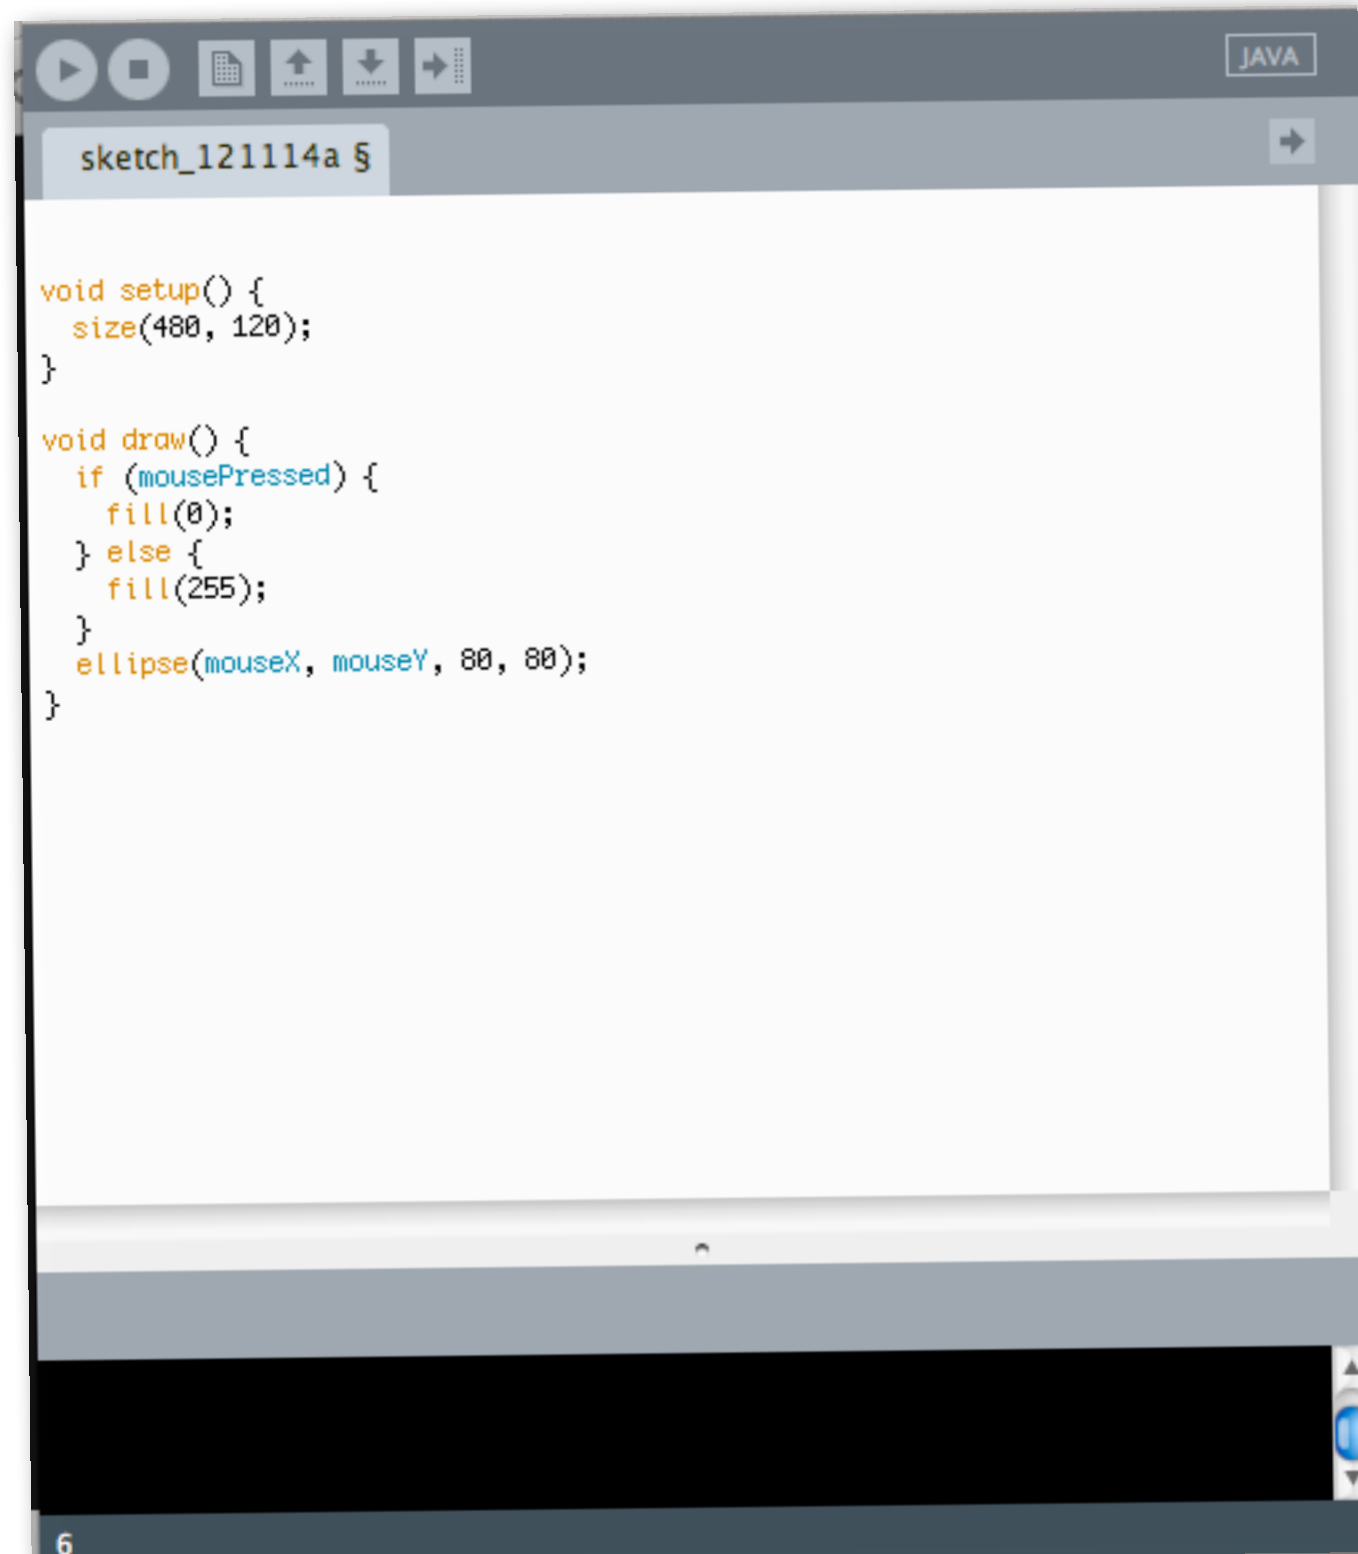 JAVA
sketch_121114a §
void setup() {
  size(480, 120);
}
void draw() {
  if (mousePressed) {
    fill(0);
  } else {
    fill(255);
  }
  ellipse(mouseX, mouseY, 80, 80);
}
6